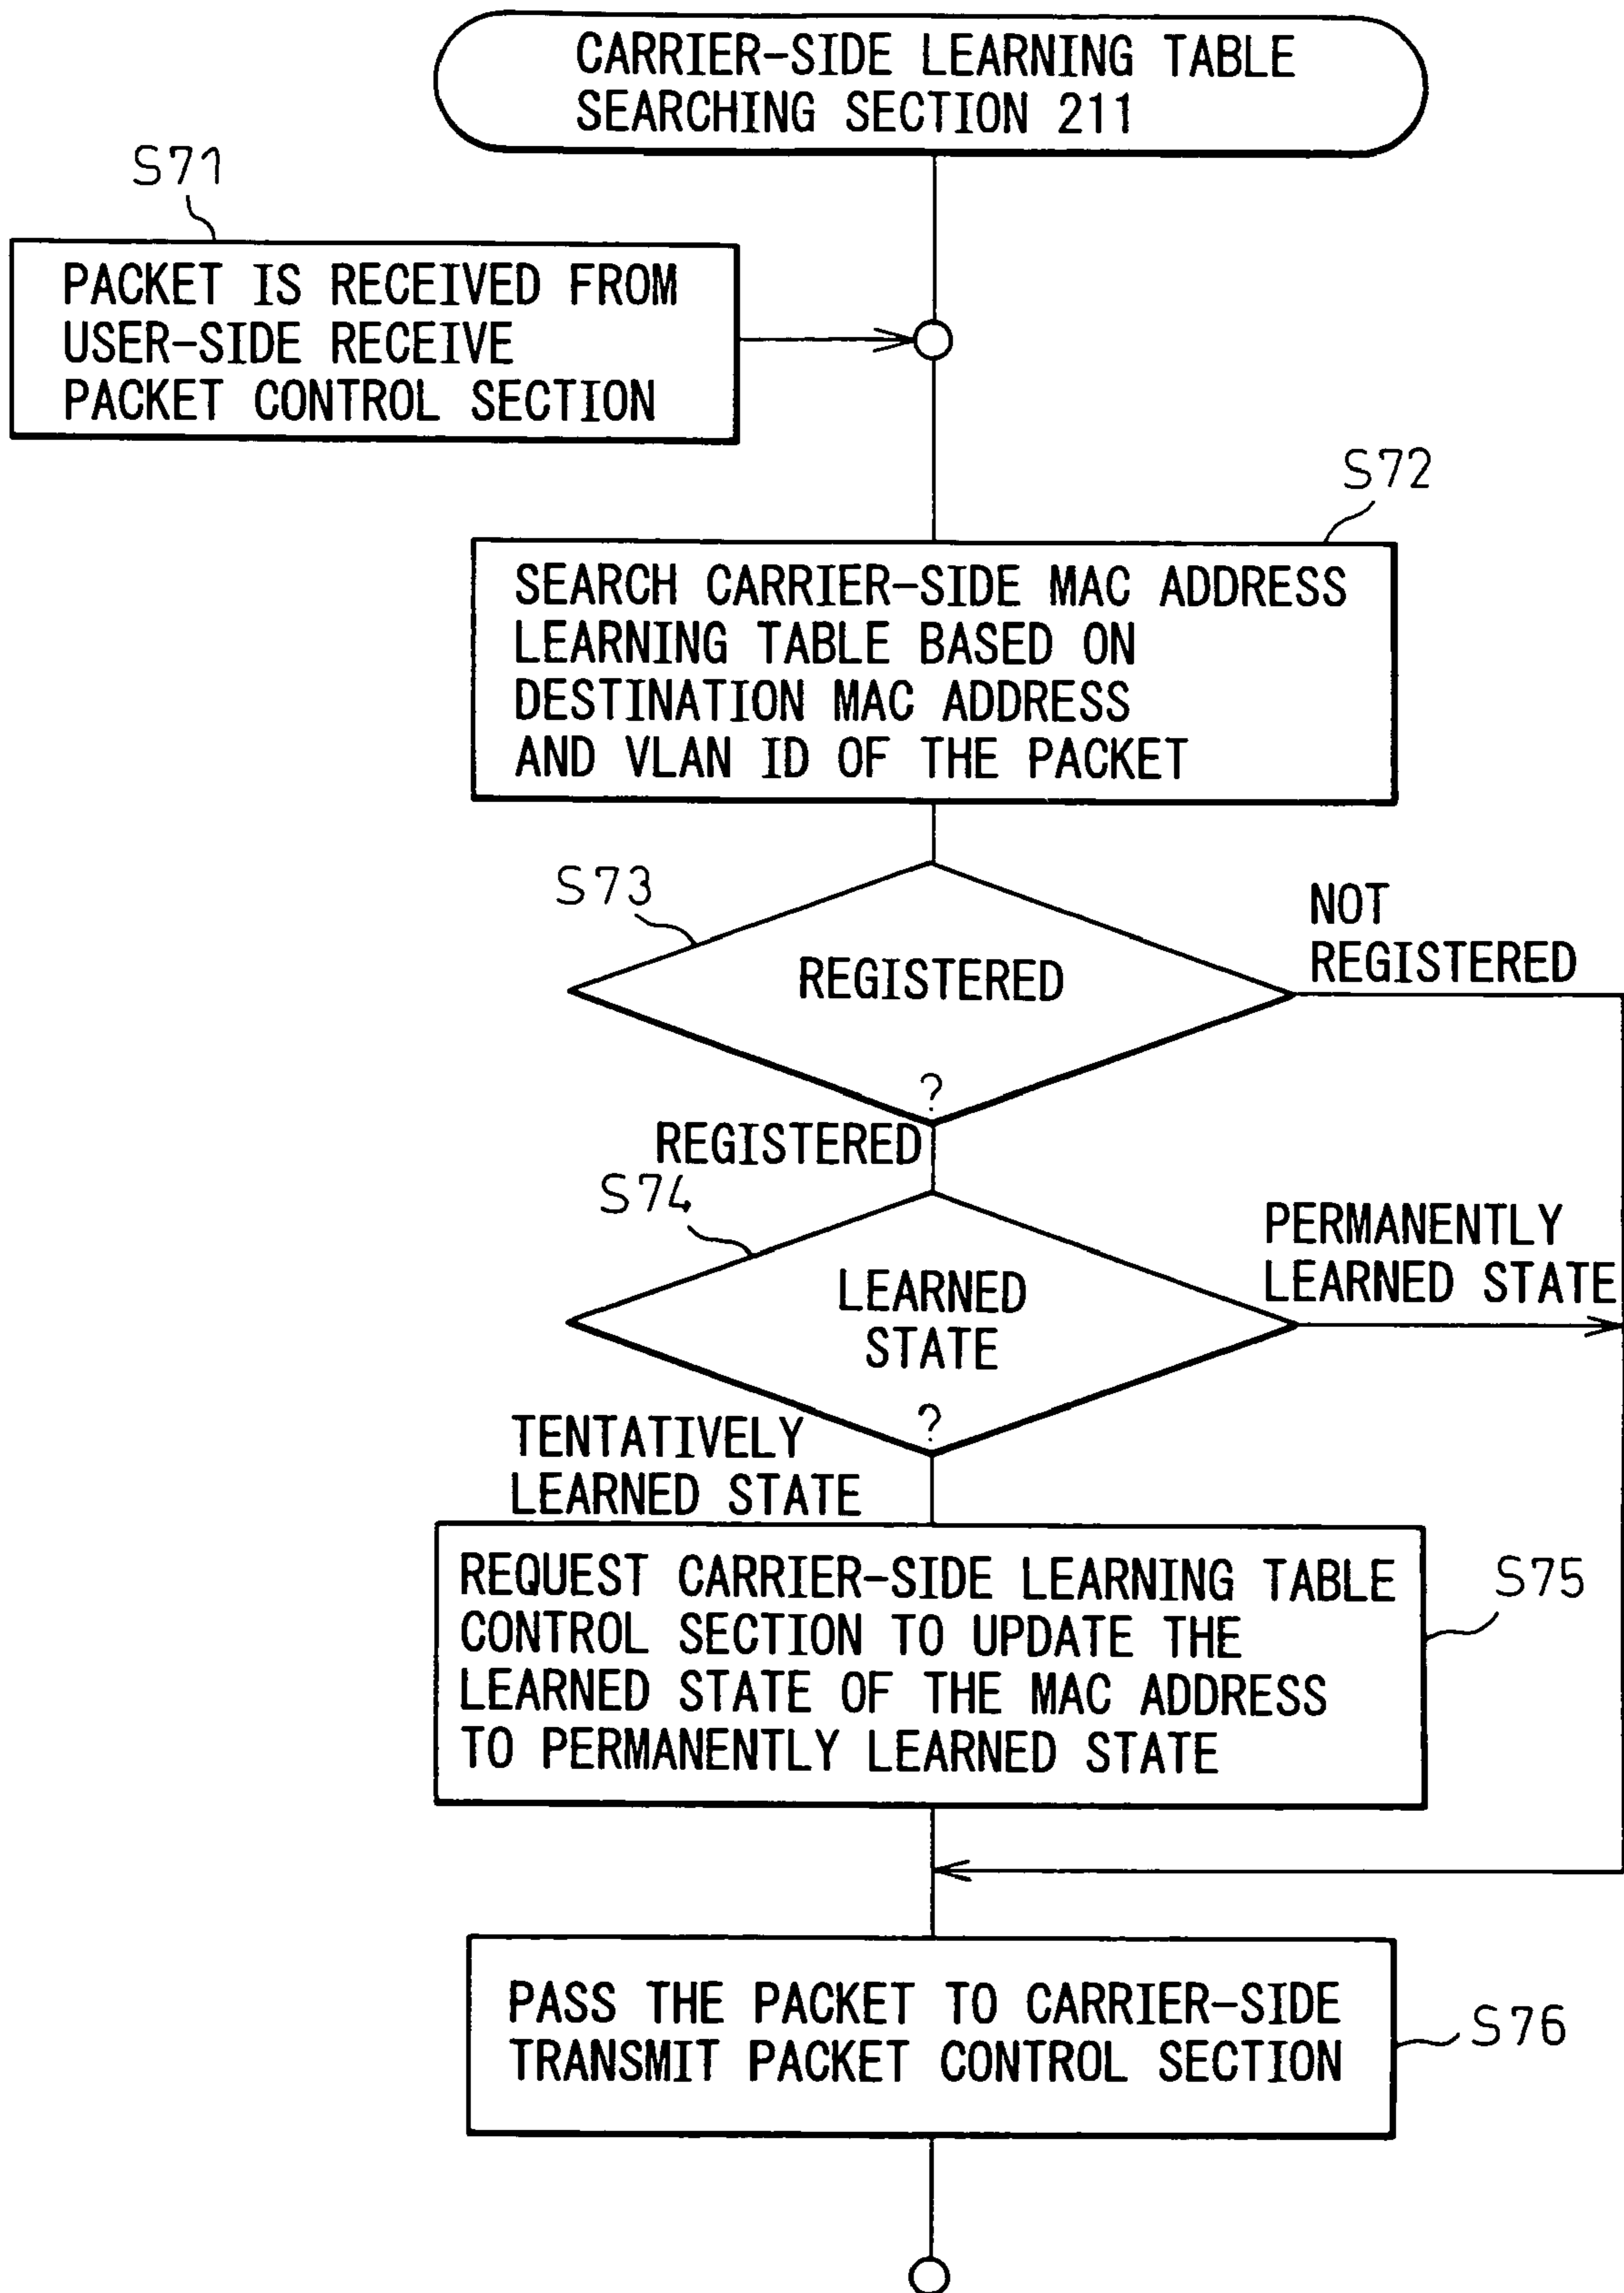 CARRIER-SIDE LEARNING TABLE
SEARCHING SECTION 211
S71
PACKET IS RECEIVED FROM
USER-SIDE RECEIVE
PACKET CONTROL SECTION
S72
SEARCH CARRIER-SIDE MAC ADDRESS
LEARNING TABLE BASED ON
DESTINATION MAC ADDRESS
AND VLAN ID OF THE PACKET
S73
REGISTERED
?
NOT
REGISTERED
REGISTERED
S74
LEARNED
STATE
?
PERMANENTLY
LEARNED STATE
TENTATIVELY
LEARNED STATE
REQUEST CARRIER-SIDE LEARNING TABLE
CONTROL SECTION TO UPDATE THE
LEARNED STATE OF THE MAC ADDRESS
TO PERMANENTLY LEARNED STATE
S75
PASS THE PACKET TO CARRIER-SIDE
TRANSMIT PACKET CONTROL SECTION
S76